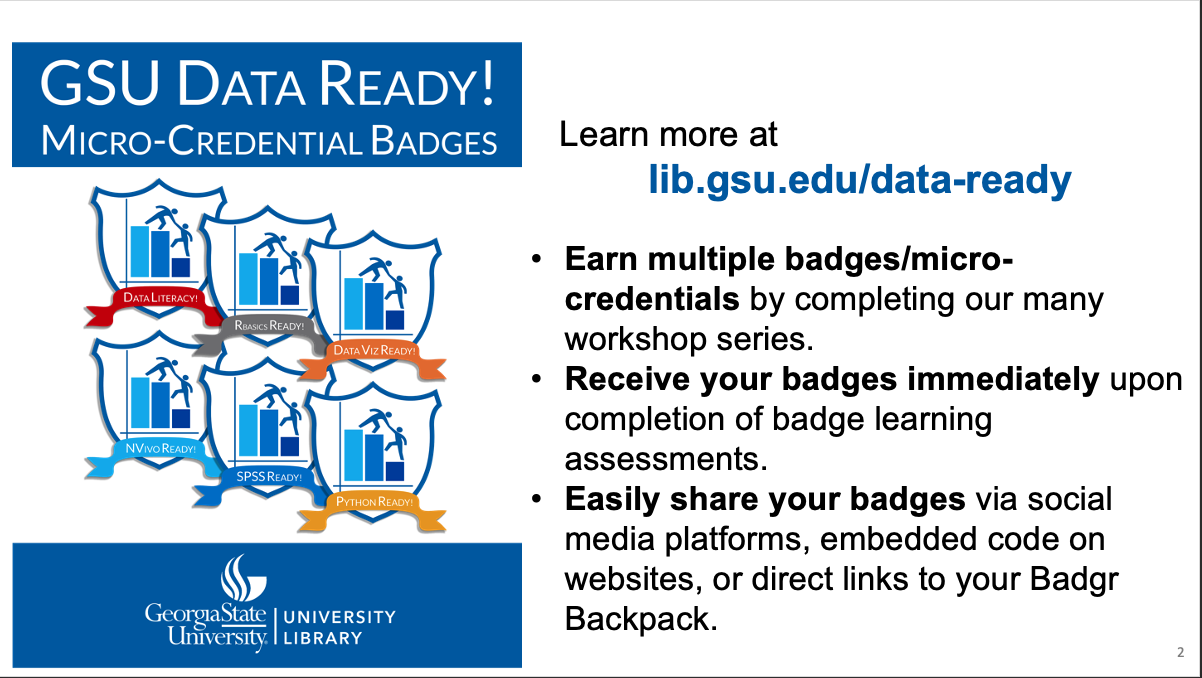 GSU DATA READY!
MICRO-CREDENTIAL BADGES
DATA LITERACY!
RBASICS READY!
DATA VIZ READY!
NVIVO READY!
SPSS READY!
PYTHON READY!
GeorgiaState
University
UNIVERSITY
LIBRARY
Learn more at
lib.gsu.edu/data-ready
• Earn multiple badges/micro-
credentials by completing our many
workshop series.
• Receive your badges immediately upon
completion of badge learning
assessments.
• Easily share your badges via social
media platforms, embedded code on
websites, or direct links to your Badgr
Backpack.
2